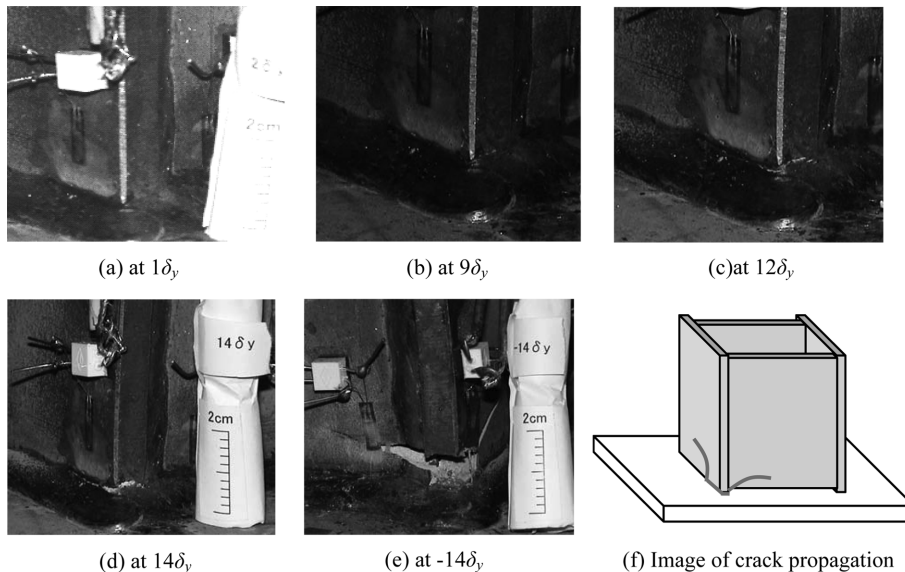 2δy
2cm
(a) at 1δy
(b) at 9δy
(c)at 12δy
14δy
2cm
-14δy
2cm
(d) at 14δy
(e) at -14δy
(f) Image of crack propagation